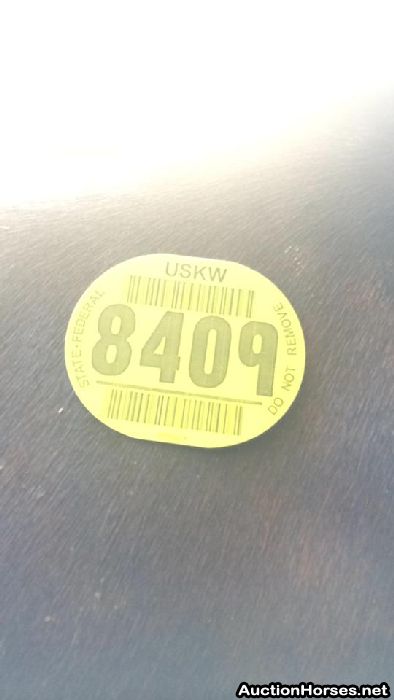 USKW
STATE-FEDERAL
8409
DO NOT REMOVE
AuctionHorses.net